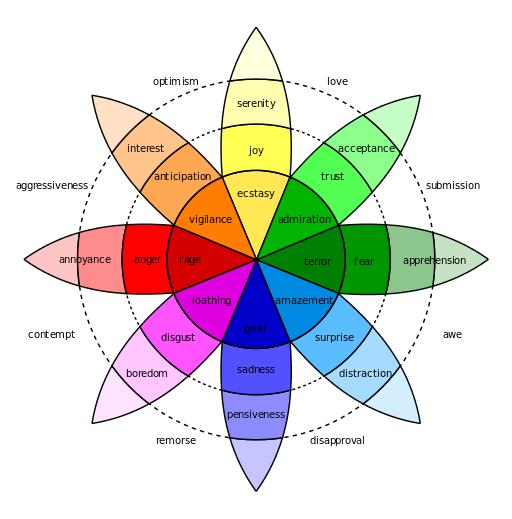 optimism
love
serenity
interest
acceptance
joy
anticipation
trust
aggressiveness
submission
ecstasy
vigilance
admiration
annoyance
anger
rage
terror
fear
apprehension
loathing
amazement
contempt
grief
awe
disgust
surprise
boredom
sadness
distraction
pensiveness
remorse
disapproval